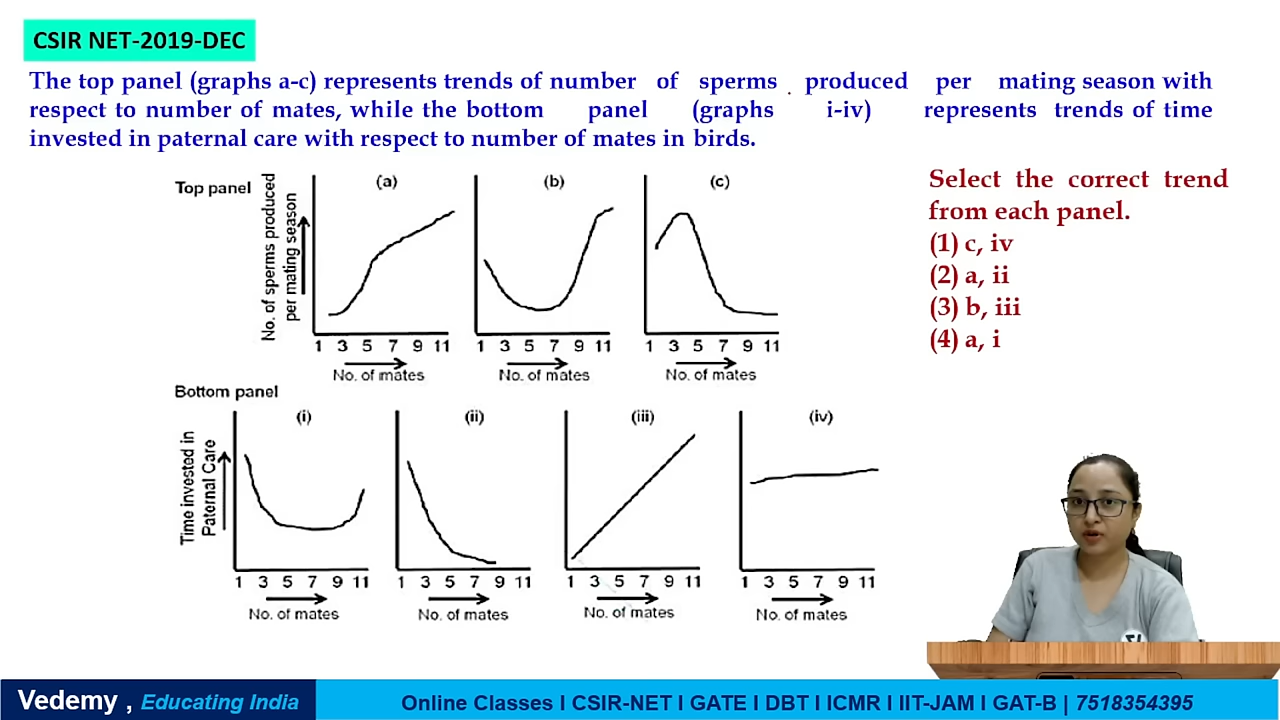 CSIR NET-2019-DEC
The top panel (graphs a-c) represents trends of number of sperms produced per mating season with
respect to number of mates, while the bottom panel (graphs i-iv) represents trends of time
invested in paternal care with respect to number of mates in birds.
Top panel
(a)
(b)
(c)
No. of sperms produced
per mating season
1 3 5 7 9 11
1 3 5 7 9 11
1 3 5 7 9 11
No. of mates
No. of mates
No. of mates
Bottom panel
(i)
(ii)
(iii)
(iv)
Time invested in
Paternal Care
1 3 5 7 9 11
1 3 5 7 9 11
1 3 5 7 9 11
1 3 5 7 9 11
No. of mates
No. of mates
No. of mates
No. of mates
Select the correct trend
from each panel.
(1) c, iv
(2) a, ii
(3) b, iii
(4) a, i
Vedemy , Educating India
Online Classes I CSIR-NET I GATE I DBT I ICMR I IIT-JAM I GAT-B | 7518354395